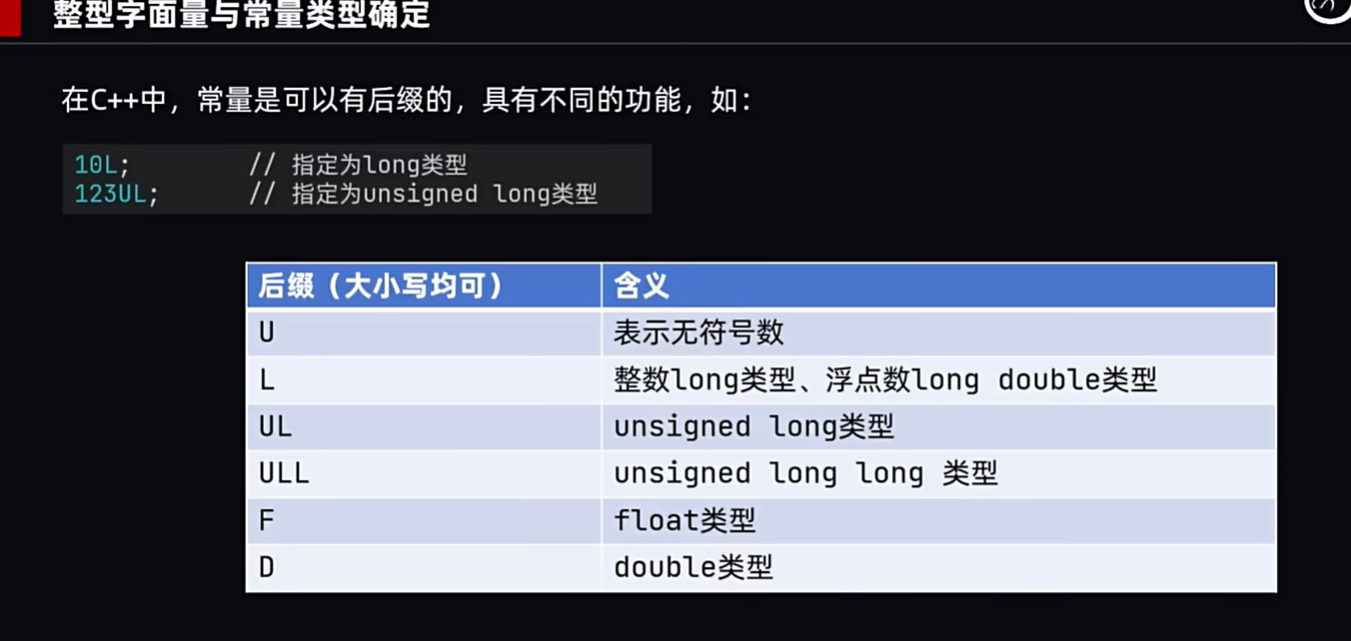 整型字面量与常量类型确定
在C++中，常量是可以有后缀的，具有不同的功能，如：
10L;      // 指定为long类型
123UL;      // 指定为unsigned long类型
后缀（大小写均可） 含义
U 表示无符号数
L 整数long类型、浮点数long double类型
UL unsigned long类型
ULL unsigned long long 类型
F float类型
D double类型